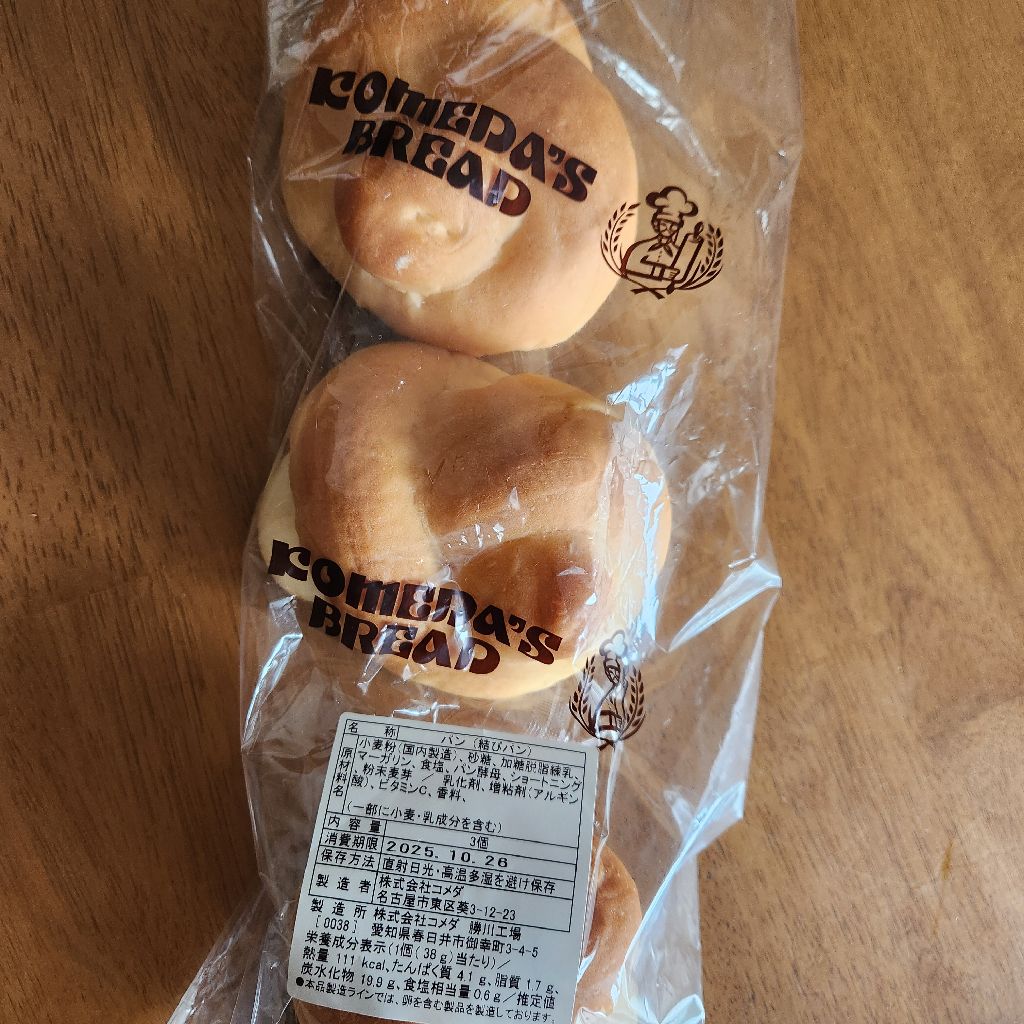 KOMEDA'S
BREAD
KOMEDA'S
BREAD
名 称 パン (結びパン)
原材料名 小麦粉(国内製造)、砂糖、加糖脱脂練乳、
マーガリン、食塩、パン酵母、ショートニング
粉末麦芽 / 乳化剤、増粘剤(アルギン
酸)、ビタミンC、香料、
(一部に小麦・乳成分を含む)
内 容 量 3個
消費期限 2025.10.26
保存方法 直射日光・高温多湿を避け保存
製 造 者 株式会社コメダ
名古屋市東区葵3-12-23
製 造 所 株式会社コメダ 勝川工場
[0038] 愛知県春日井市御幸町3-4-5
栄養成分表示(1個(38g)当たり)/
熱量 111 kcal、たんぱく質 4.1 g、脂質 1.7 g、
炭水化物 19.9 g、食塩相当量 0.6 g/推定値
●本品製造ラインでは、卵を含む製品を製造しております。